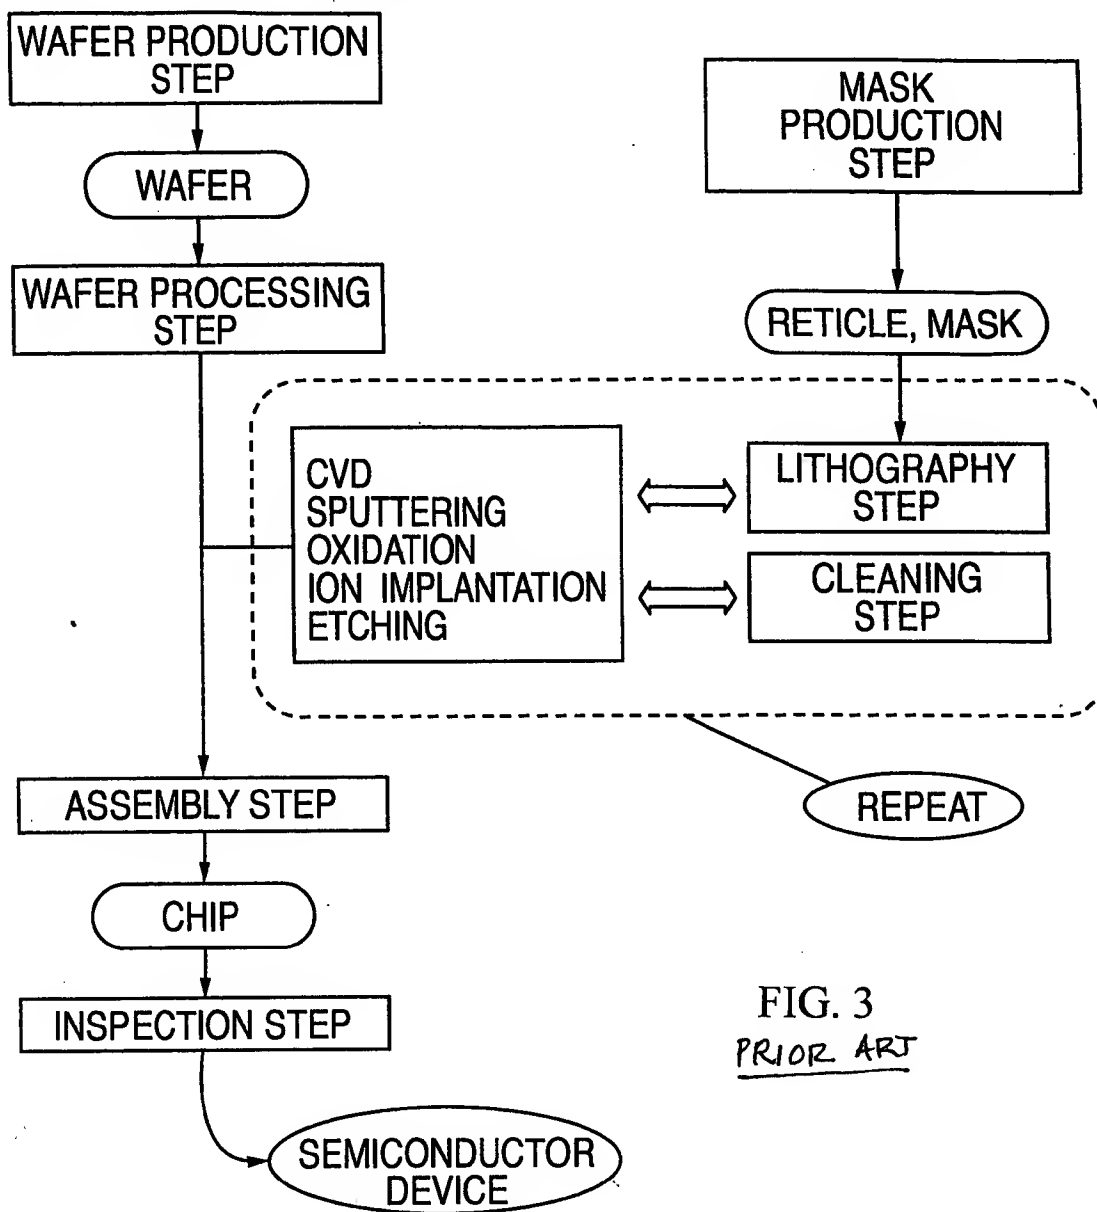 WAFER PRODUCTION
STEP
WAFER
WAFER PROCESSING
STEP
MASK
PRODUCTION
STEP
RETICLE, MASK
CVD
SPUTTERING
OXIDATION
ION IMPLANTATION
ETCHING
LITHOGRAPHY
STEP
CLEANING
STEP
REPEAT
ASSEMBLY STEP
CHIP
INSPECTION STEP
SEMICONDUCTOR
DEVICE
FIG. 3
PRIOR ART